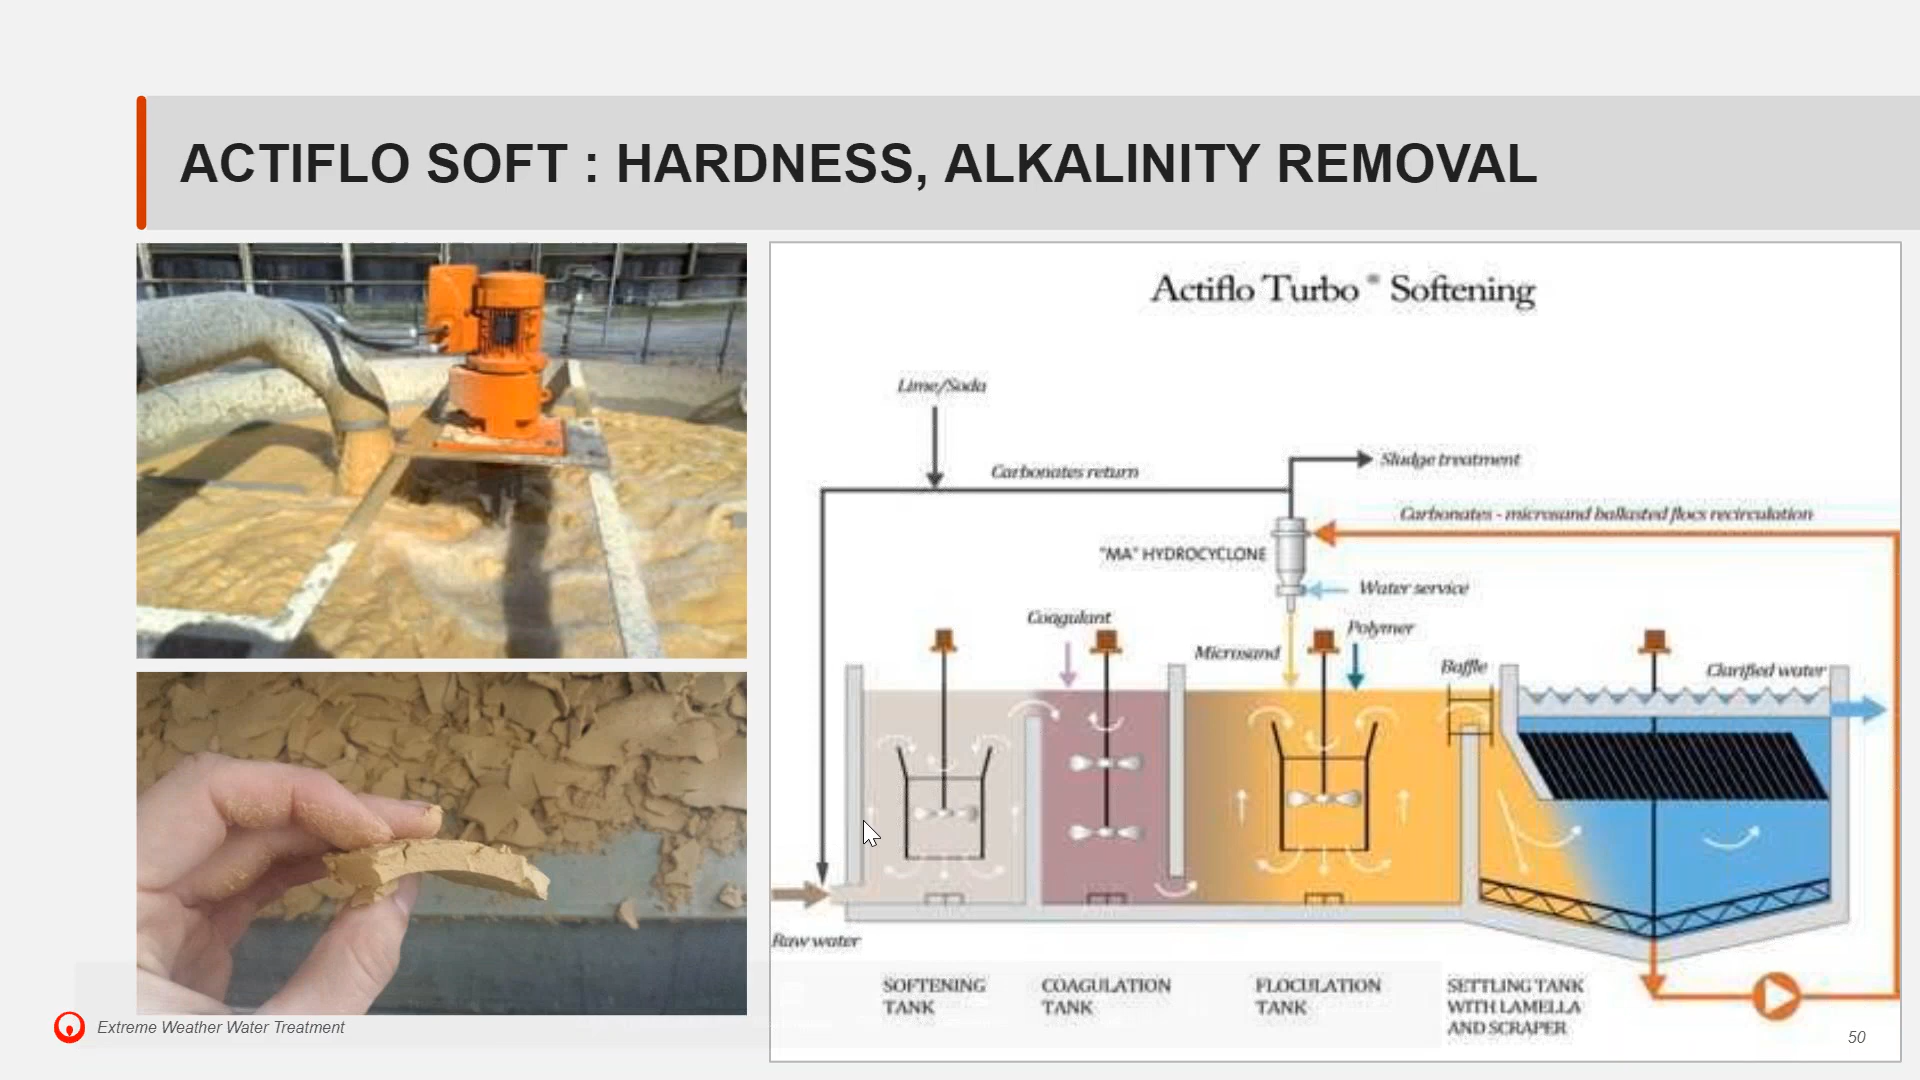 ACTIFLO SOFT : HARDNESS, ALKALINITY REMOVAL
Actiflo Turbo ® Softening
Lime/Soda
Carbonates return
Sludge treatment
Carbonates - microsand ballasted flocs recirculation
"MA" HYDROCYCLONE
Water service
Coagulant
Polymer
Microsand
Baffle
Clarified water
Raw water
SOFTENING
TANK
COAGULATION
TANK
FLOCULATION
TANK
SETTLING TANK
WITH LAMELLA
AND SCRAPER
Extreme Weather Water Treatment
50